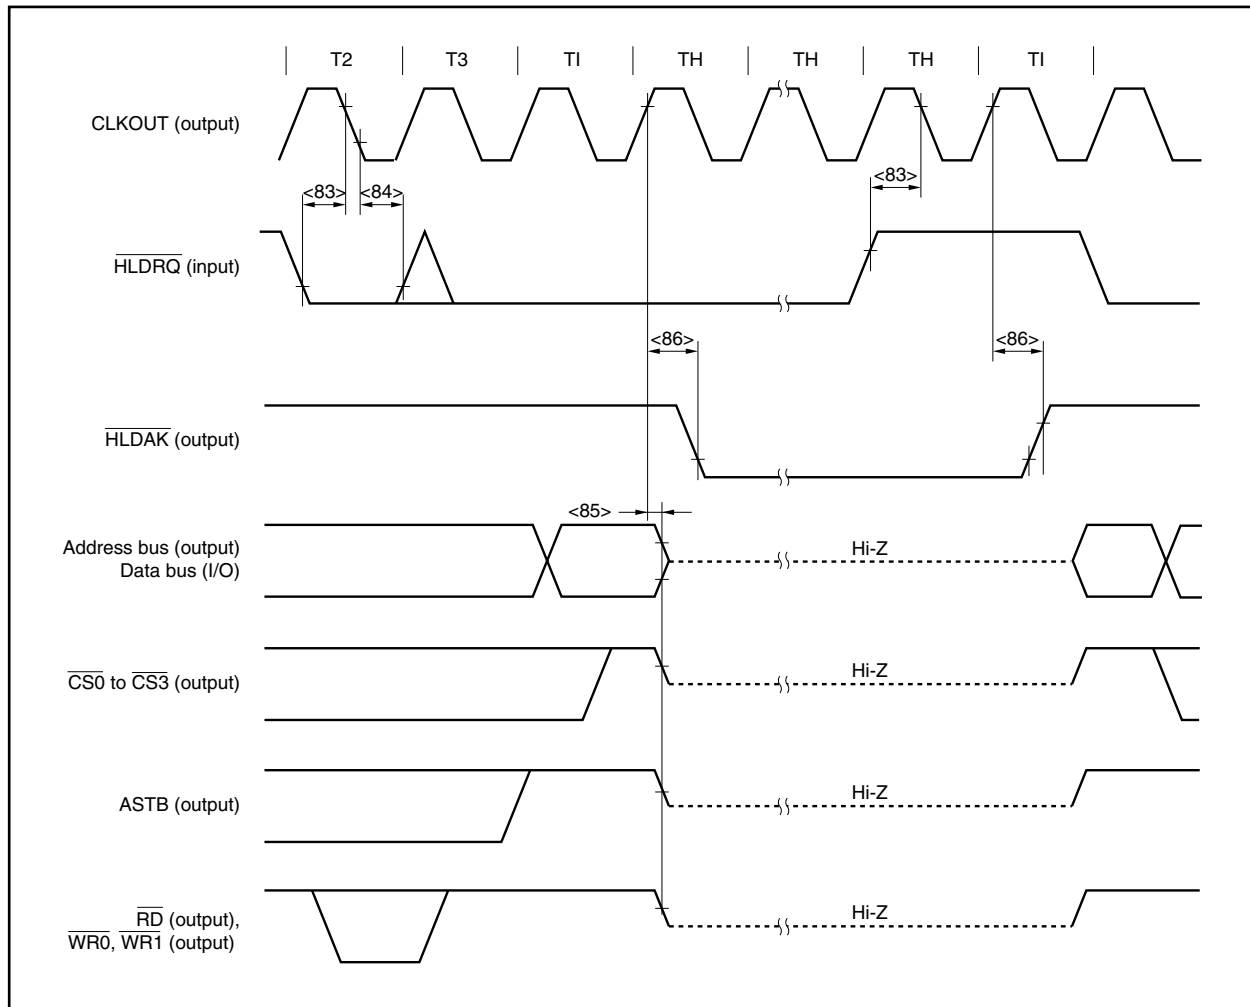 T2 T3 TI TH TH TH TI
CLKOUT (output)
<83> <84> <83>
HLDRQ (input)
<86> <86>
HLDAK (output)
<85>
Address bus (output)
Data bus (I/O)
Hi-Z
CS0 to CS3 (output)
Hi-Z
ASTB (output)
Hi-Z
RD (output),
WR0, WR1 (output)
Hi-Z